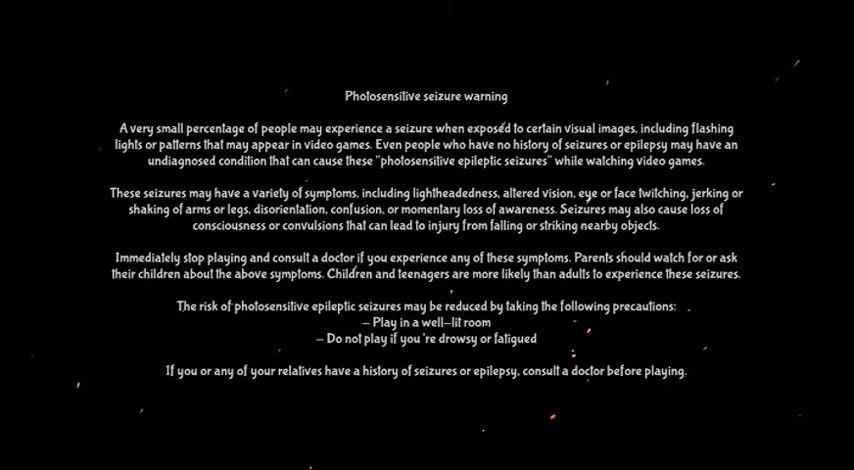 Photosensitive seizure warning
A very small percentage of people may experience a seizure when exposed to certain visual images, including flashing
lights or patterns that may appear in video games. Even people who have no history of seizures or epilepsy may have an
undiagnosed condition that can cause these "photosensitive epileptic seizures" while watching video games.
These seizures may have a variety of symptoms, including lightheadedness, altered vision, eye or face twitching, jerking or
shaking of arms or legs, disorientation, confusion, or momentary loss of awareness. Seizures may also cause loss of
consciousness or convulsions that can lead to injury from falling or striking nearby objects.
Immediately stop playing and consult a doctor if you experience any of these symptoms. Parents should watch for or ask
their children about the above symptoms. Children and teenagers are more likely than adults to experience these seizures.
The risk of photosensitive epileptic seizures may be reduced by taking the following precautions:
– Play in a well–lit room
– Do not play if you 're drowsy or fatigued
If you or any of your relatives have a history of seizures or epilepsy, consult a doctor before playing.